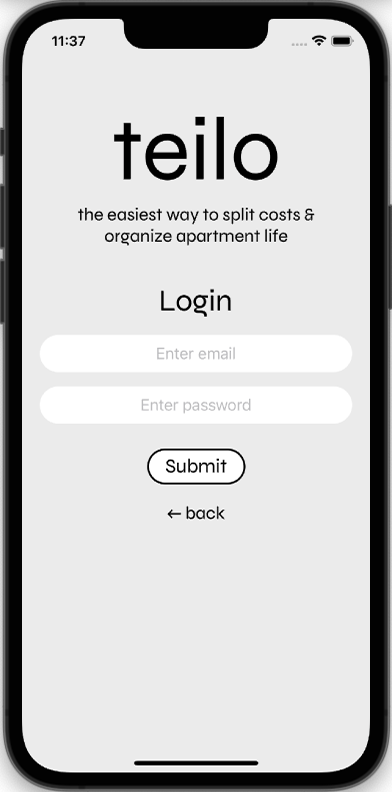 11:37
teilo
the easiest way to split costs &
organize apartment life
Login
Enter email
Enter password
Submit
← back